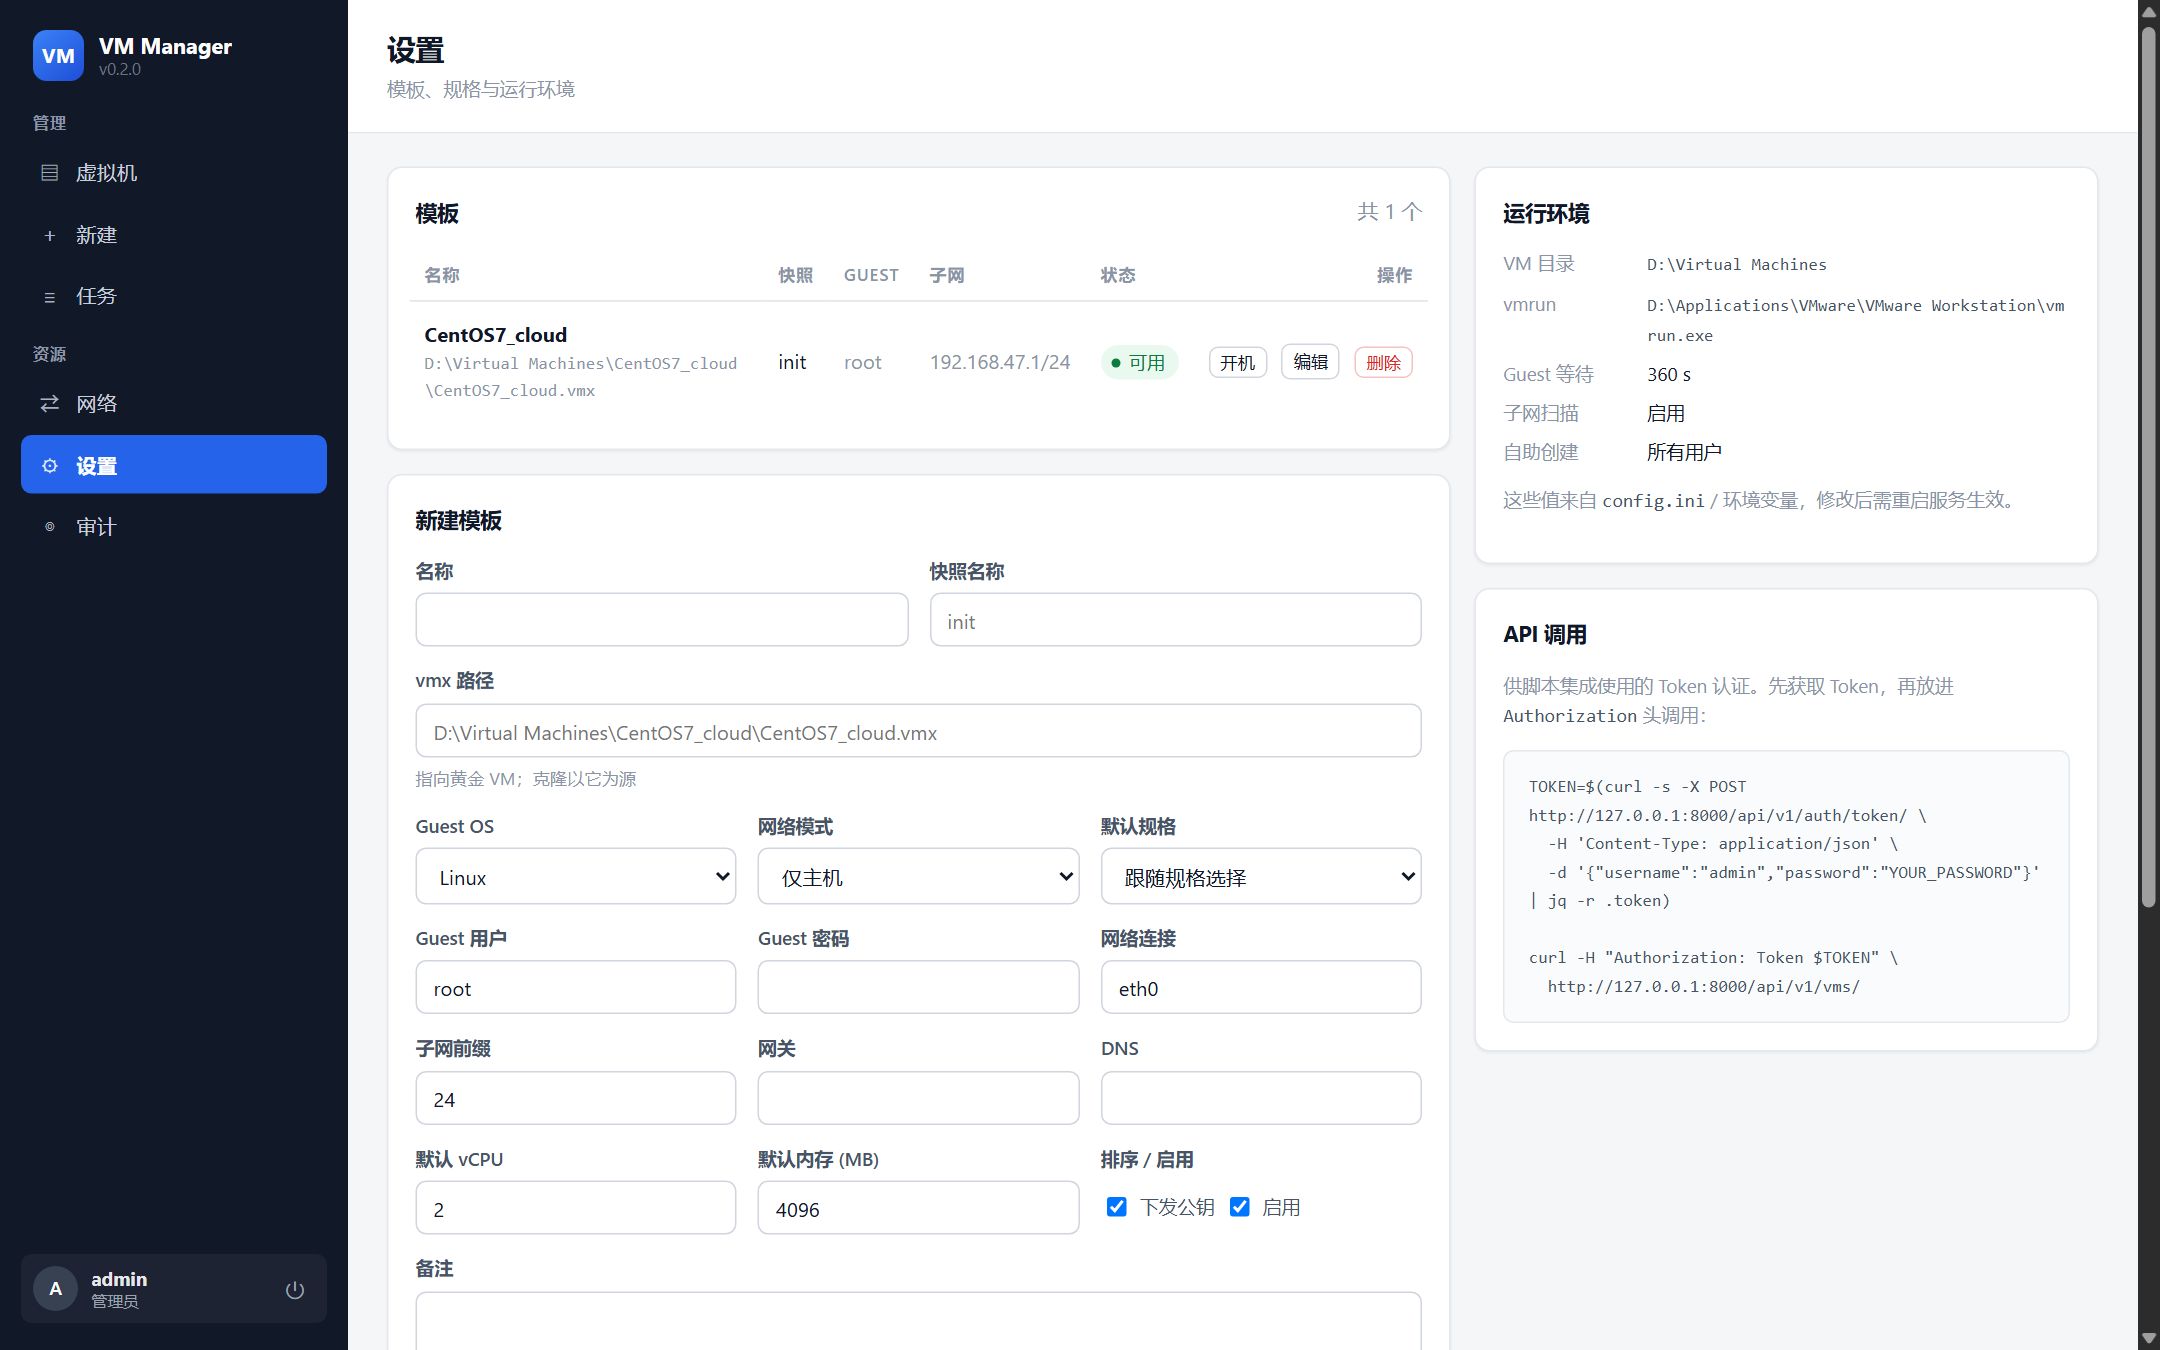 VM
VM Manager
v0.2.0
管理
虚拟机
+ 新建
任务
资源
网络
设置
审计
A
admin
管理员
设置
模板、规格与运行环境
模板
共 1 个
名称 快照 GUEST 子网 状态 操作
CentOS7_cloud
D:\Virtual Machines\CentOS7_cloud
\CentOS7_cloud.vmx
init root 192.168.47.1/24 可用 开机 编辑 删除
新建模板
名称 快照名称
init
vmx 路径
D:\Virtual Machines\CentOS7_cloud\CentOS7_cloud.vmx
指向黄金 VM；克隆以它为源
Guest OS 网络模式 默认规格
Linux 仅主机 跟随规格选择
Guest 用户 Guest 密码 网络连接
root eth0
子网前缀 网关 DNS
24
默认 vCPU 默认内存 (MB) 排序 / 启用
2 4096 下发公钥 启用
备注
运行环境
VM 目录 D:\Virtual Machines
vmrun D:\Applications\VMware\VMware Workstation\vm
run.exe
Guest 等待 360 s
子网扫描 启用
自助创建 所有用户
这些值来自 config.ini / 环境变量，修改后需重启服务生效。
API 调用
供脚本集成使用的 Token 认证。先获取 Token，再放进
Authorization 头调用：
TOKEN=$(curl -s -X POST
http://127.0.0.1:8000/api/v1/auth/token/ \
-H 'Content-Type: application/json' \
-d '{"username":"admin","password":"YOUR_PASSWORD"}'
| jq -r .token)
curl -H "Authorization: Token $TOKEN" \
http://127.0.0.1:8000/api/v1/vms/